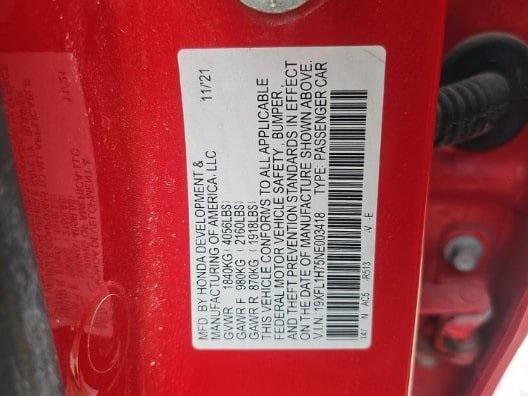 MFD. BY HONDA DEVELOPMENT & 11/21
MANUFACTURING OF AMERICA, LLC
GVWR 1840KG( 4056LBS)
GAWR F 980KG( 2160LBS)
GAWR R 870KG( 1918LBS)
THIS VEHICLE CONFORMS TO ALL APPLICABLE
FEDERAL MOTOR VEHICLE SAFETY, BUMPER,
AND THEFT PREVENTION STANDARDS IN EFFECT
ON THE DATE OF MANUFACTURE SHOWN ABOVE.
V.I.N. 19XFL1H75NE003418 TYPE: PASSENGER CAR
AC5 -R513 -V -E